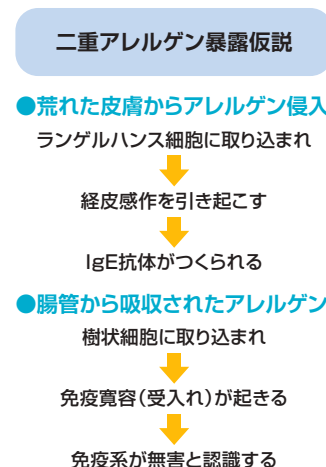 二重アレルゲン暴露仮説
●荒れた皮膚からアレルゲン侵入
ランゲルハンス細胞に取り込まれ
経皮感作を引き起こす
IgE抗体がつくられる
●腸管から吸収されたアレルゲン
樹状細胞に取り込まれ
免疫寛容(受入れ)が起きる
免疫系が無害と認識する